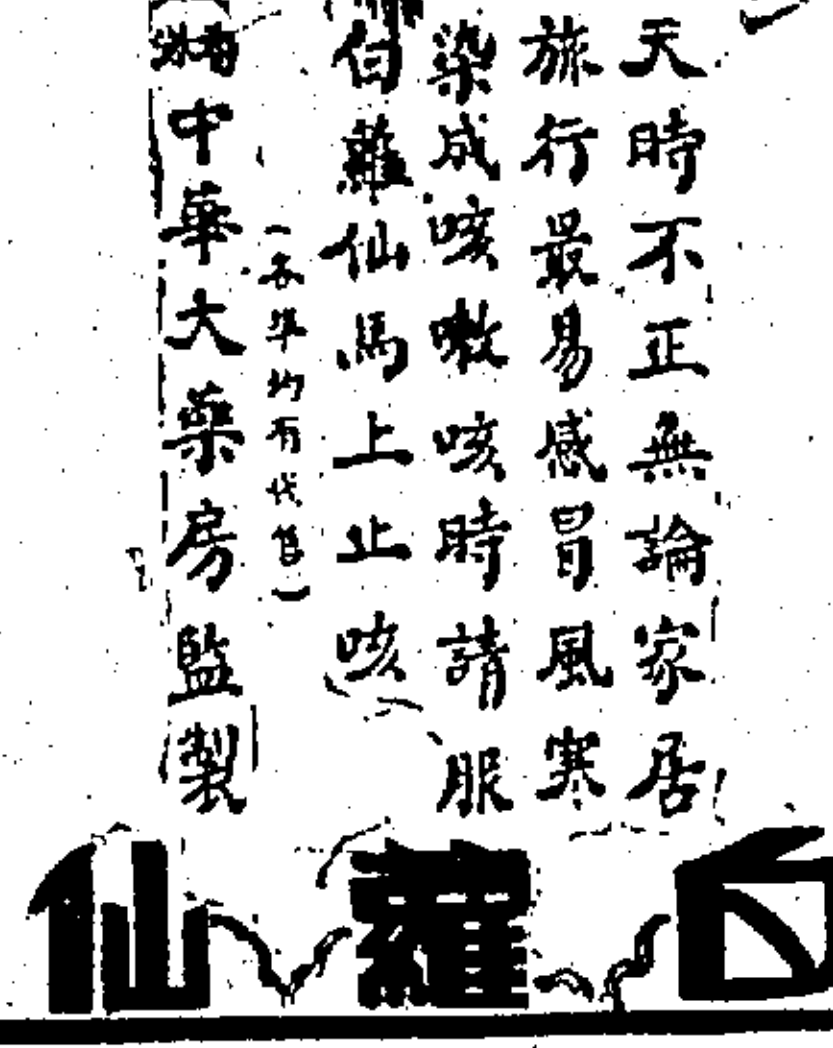 天時不正無論家居
旅行最易感冒風寒
染成咳嗽咳時請服
白蘿仙馬上止咳
(各埠均有代售)
中華大藥房監製
白蘿仙